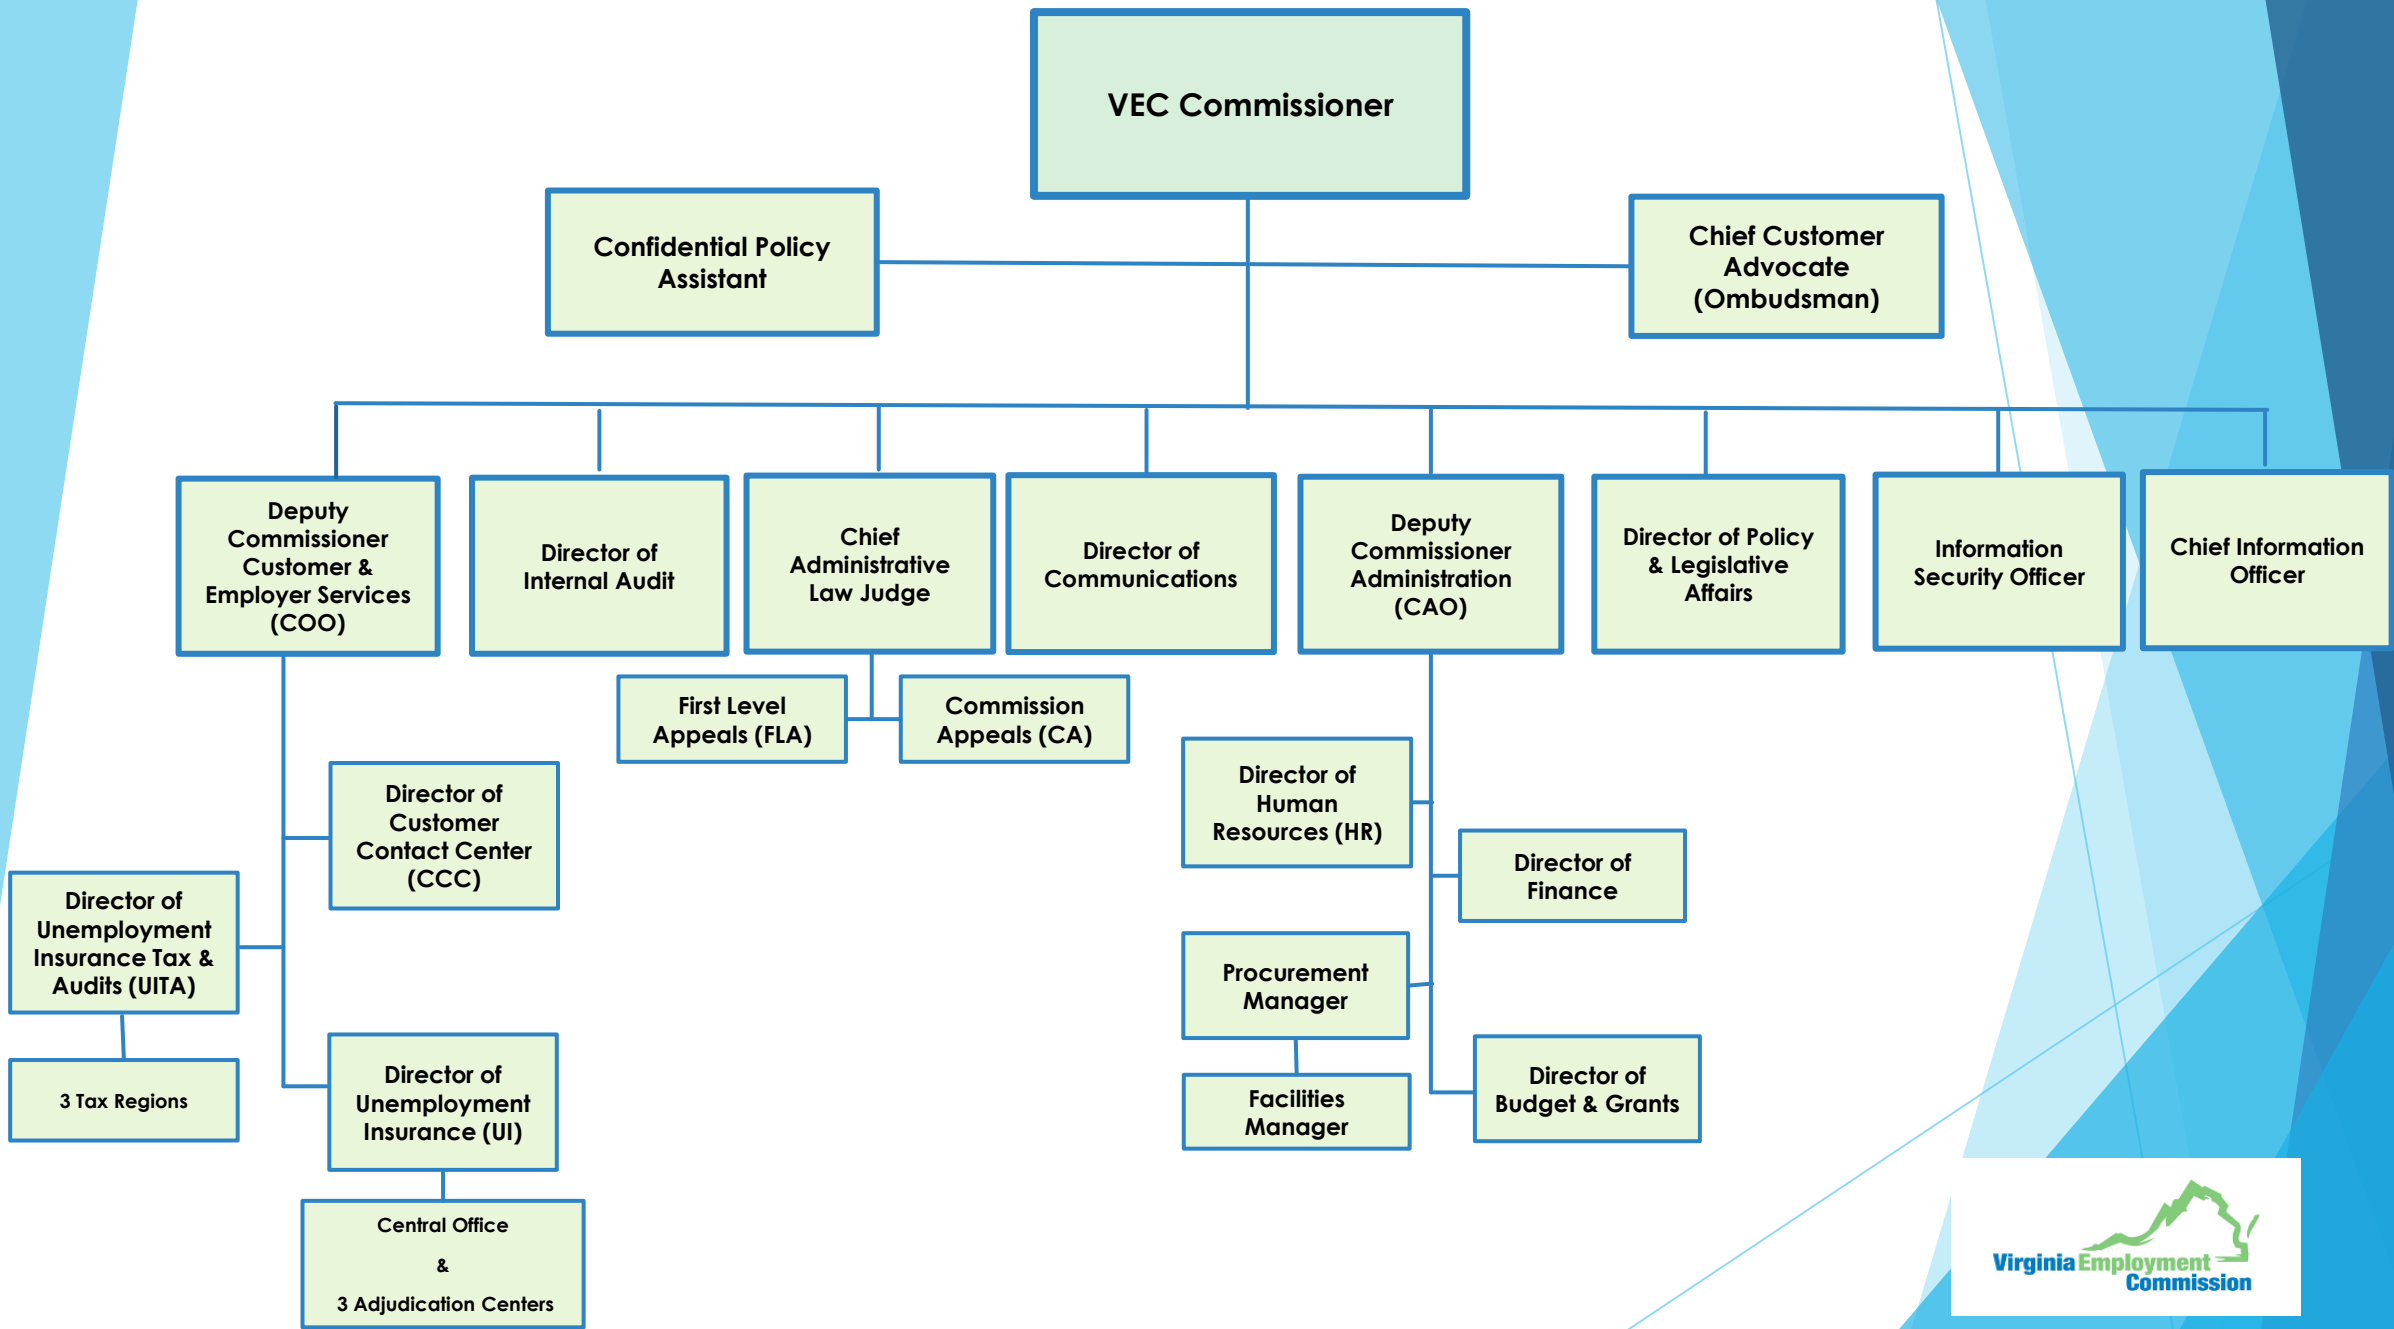 VEC Commissioner
Confidential Policy
Assistant
Chief Customer
Advocate
(Ombudsman)
Deputy
Commissioner
Customer &
Employer Services
(COO)
Director of
Internal Audit
Chief
Administrative
Law Judge
Director of
Communications
Deputy
Commissioner
Administration
(CAO)
Director of Policy
& Legislative
Affairs
Information
Security Officer
Chief Information
Officer
First Level
Appeals (FLA)
Commission
Appeals (CA)
Director of
Customer
Contact Center
(CCC)
Director of
Unemployment
Insurance Tax &
Audits (UITA)
3 Tax Regions
Director of
Unemployment
Insurance (UI)
Central Office
&
3 Adjudication Centers
Director of
Human
Resources (HR)
Director of
Finance
Procurement
Manager
Facilities
Manager
Director of
Budget & Grants
Virginia Employment
Commission